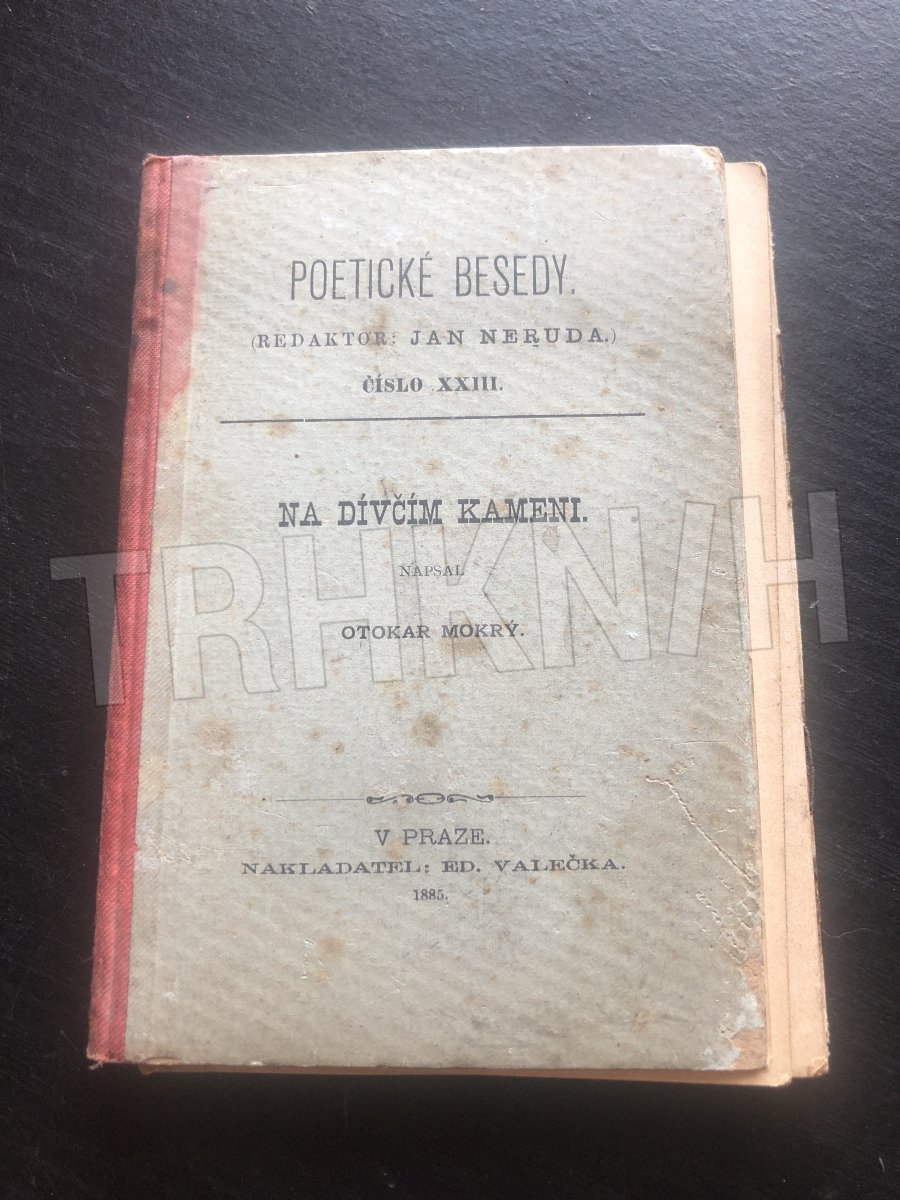 POETICKÉ BESEDY.
(REDAKTOR: JAN NERUDA.)
ČÍSLO XXIII.
NA DÍVČÍM KAMENI.
NAPSAL
OTOKAR MOKRÝ.
V PRAZE.
NAKLADATEL: ED. VALEČKA.
1885.
TRHKNIH